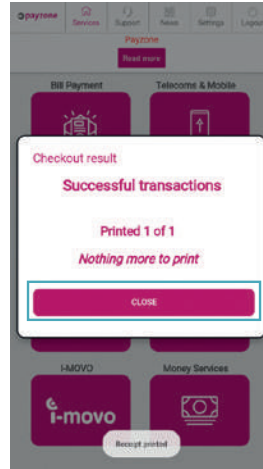 payzone
Services
Support
News
Settings
Logout
Payzone
Read more
Bill Payment
Telecoms & Mobile
Checkout result
Successful transactions
Printed 1 of 1
Nothing more to print
CLOSE
I-MOVO
Money Services
i-movo
Receipt printed